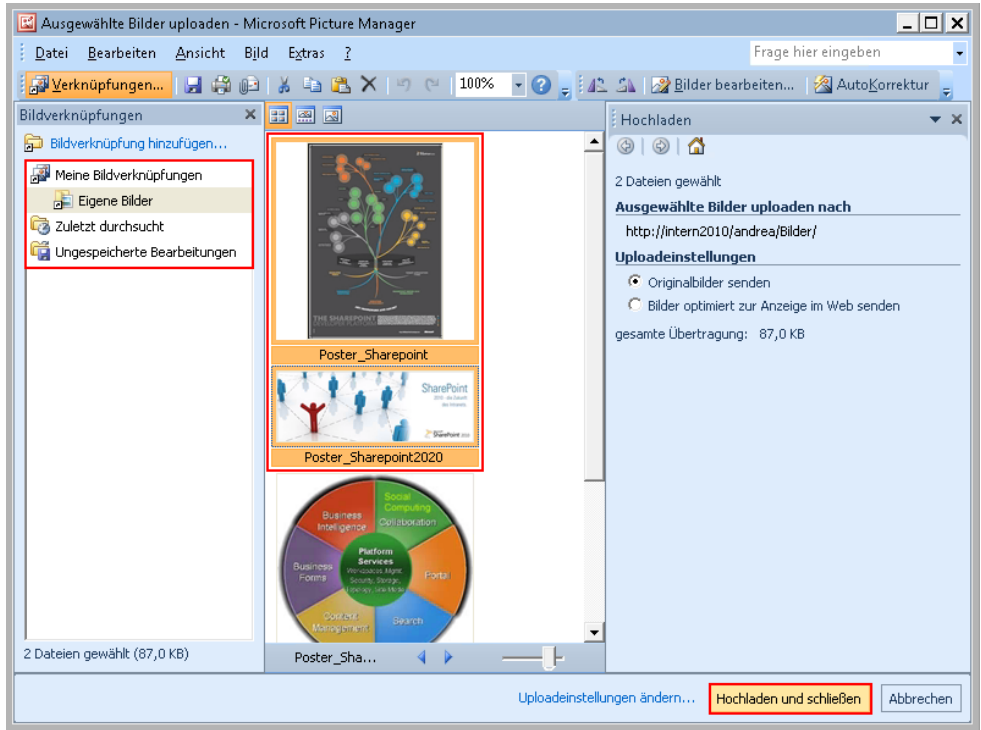 Ausgewählte Bilder uploaden - Microsoft Picture Manager
Datei Bearbeiten Ansicht Bild Extras ?
Frage hier eingeben
Verknüpfungen... 100% Bilder bearbeiten... AutoKorrektur
Bildverknüpfungen
Bildverknüpfung hinzufügen...
Meine Bildverknüpfungen
Eigene Bilder
Zuletzt durchsucht
Ungespeicherte Bearbeitungen
2 Dateien gewählt (87,0 KB)
THE SHAREPOINT
Poster_Sharepoint
SharePoint
Poster_Sharepoint2020
Social
Computing
Business
Intelligence
Collaboration
Platform
Services
Business
Forms
Portal
Content
Management
Search
Poster_Sha...
Hochladen
2 Dateien gewählt
Ausgewählte Bilder uploaden nach
http://intern2010/andrea/Bilder/
Uploadeinstellungen
Originalbilder senden
Bilder optimiert zur Anzeige im Web senden
gesamte Übertragung: 87,0 KB
Uploadeinstellungen ändern... Hochladen und schließen Abbrechen